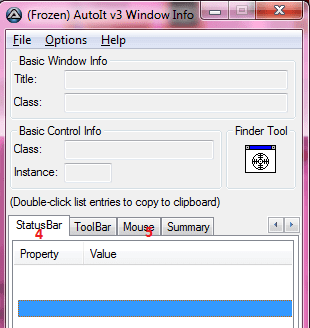 (Frozen) AutoIt v3 Window Info
File Options Help
Basic Window Info
Title:
Class:
Basic Control Info Finder Tool
Class:
Instance:
(Double-click list entries to copy to clipboard)
StatusBar ToolBar Mouse Summary
4 5
Property Value